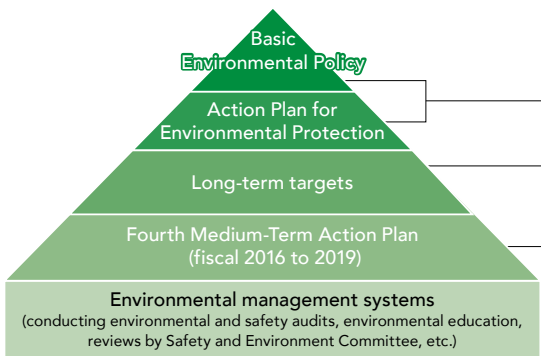 Basic
Environmental Policy
Action Plan for
Environmental Protection
Long-term targets
Fourth Medium-Term Action Plan
(fiscal 2016 to 2019)
Environmental management systems
(conducting environmental and safety audits, environmental education,
reviews by Safety and Environment Committee, etc.)